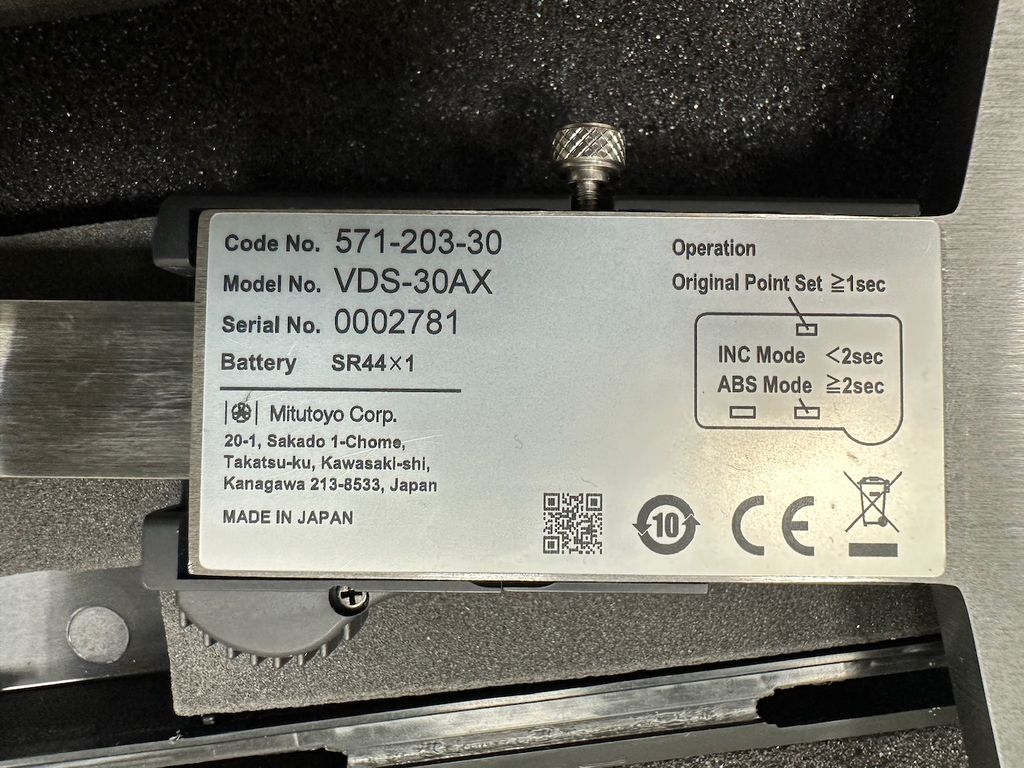 Code No. 571-203-30
Model No. VDS-30AX
Serial No. 0002781
Battery SR44×1
Mitutoyo Corp.
20-1, Sakado 1-Chome,
Takatsu-ku, Kawasaki-shi,
Kanagawa 213-8533, Japan
MADE IN JAPAN
Operation
Original Point Set ≧1sec
INC Mode <2sec
ABS Mode ≧2sec
10
CE